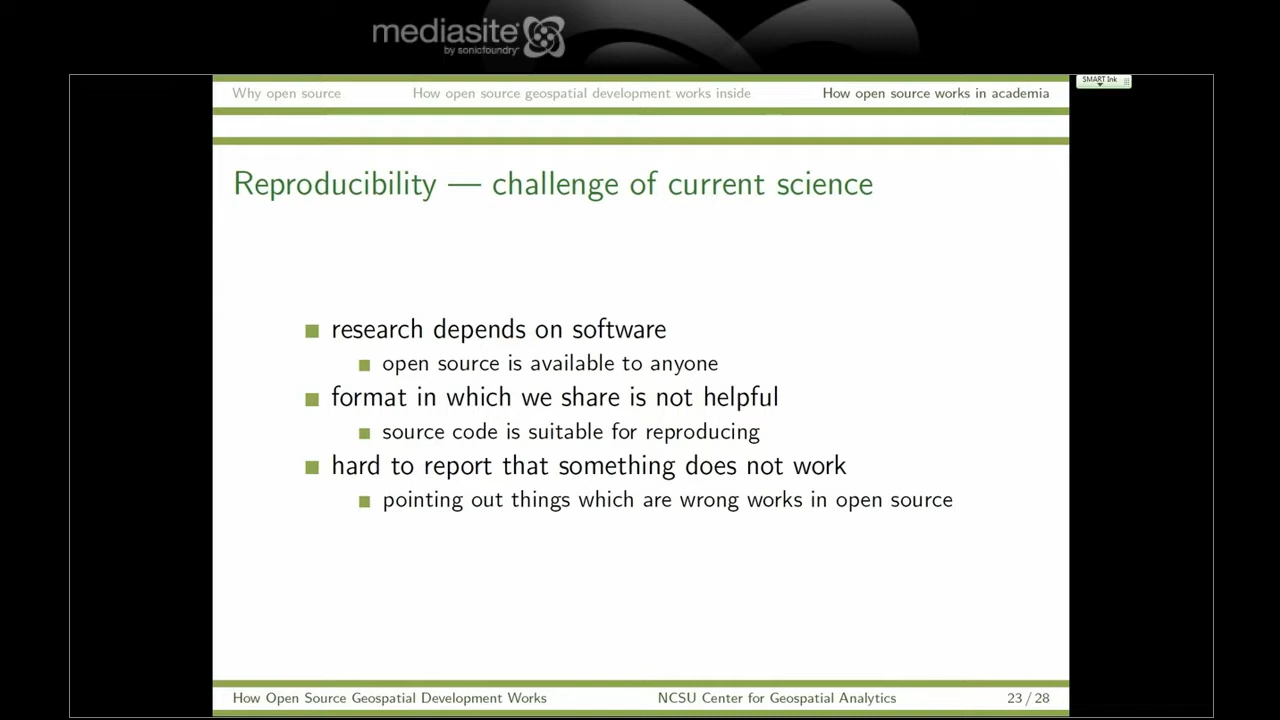 mediasite
by sonicfoundry
SMART Ink
Why open source
How open source geospatial development works inside
How open source works in academia
Reproducibility — challenge of current science
research depends on software
open source is available to anyone
format in which we share is not helpful
source code is suitable for reproducing
hard to report that something does not work
pointing out things which are wrong works in open source
How Open Source Geospatial Development Works
NCSU Center for Geospatial Analytics
23 / 28